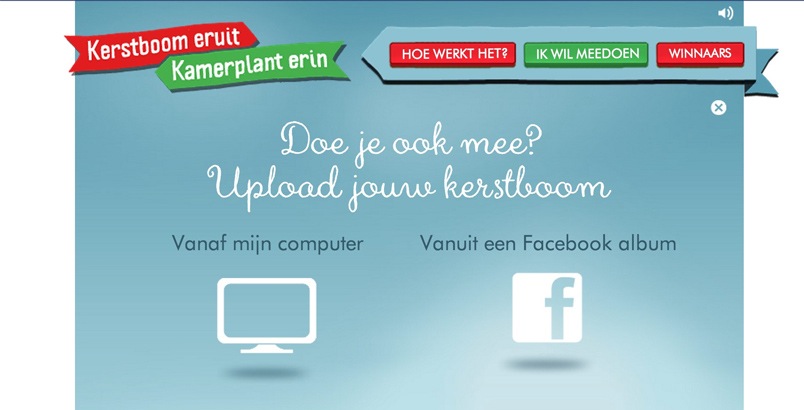 Kerstboom eruit
Kamerplant erin
HOE WERKT HET?
IK WIL MEEDOEN
WINNAARS
Doe je ook mee?
Upload jouw kerstboom
Vanaf mijn computer
Vanuit een Facebook album
f